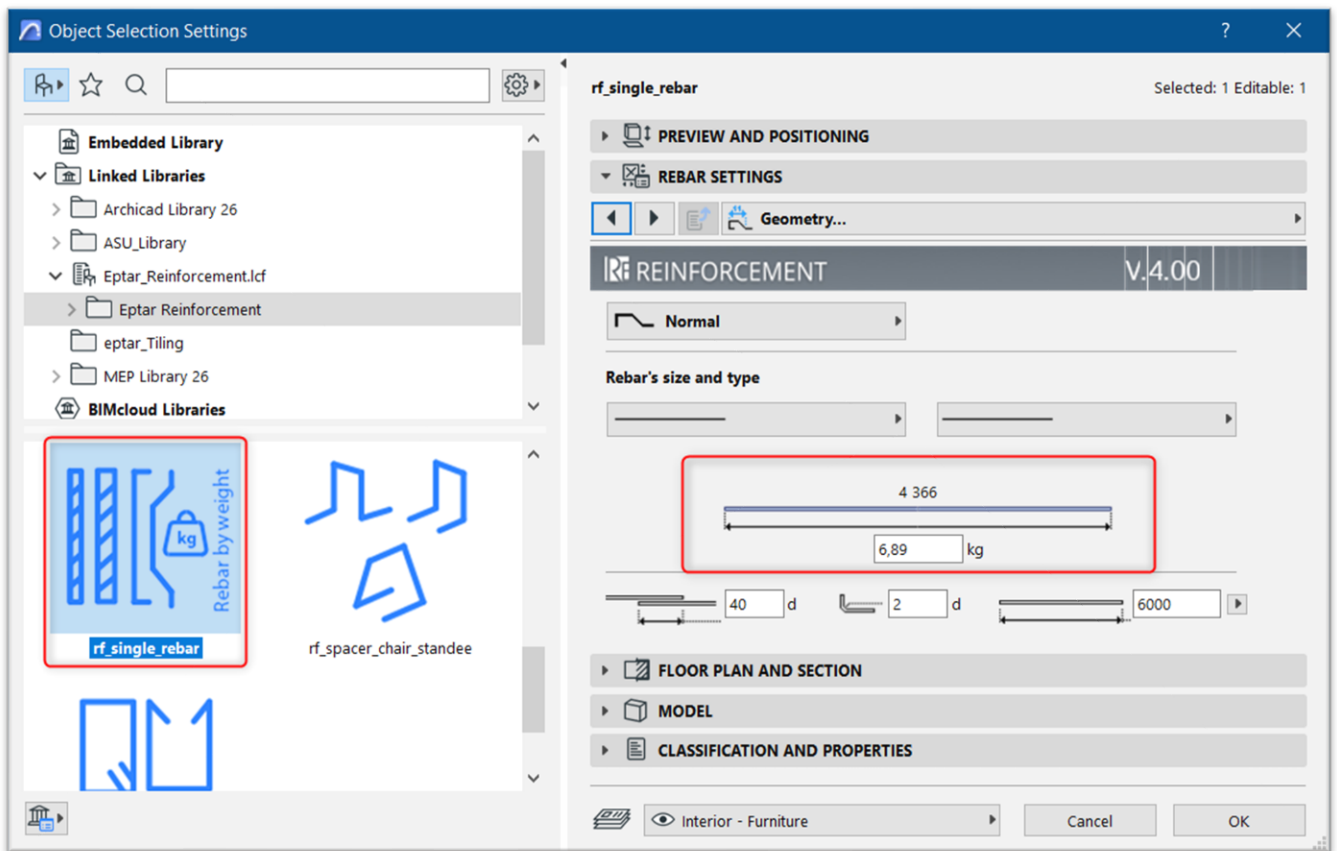 Object Selection Settings
?
rf_single_rebar
Selected: 1 Editable: 1
Embedded Library
Linked Libraries
Archicad Library 26
ASU_Library
Eptar_Reinforcement.lcf
Eptar Reinforcement
eptar_Tiling
MEP Library 26
BIMcloud Libraries
kg
Rebar by weight
rf_single_rebar
rf_spacer_chair_standee
PREVIEW AND POSITIONING
REBAR SETTINGS
Geometry...
RF REINFORCEMENT V.4.00
Normal
Rebar's size and type
4 366
6,89 kg
40 d 2 d 6000
FLOOR PLAN AND SECTION
MODEL
CLASSIFICATION AND PROPERTIES
Interior - Furniture
Cancel
OK